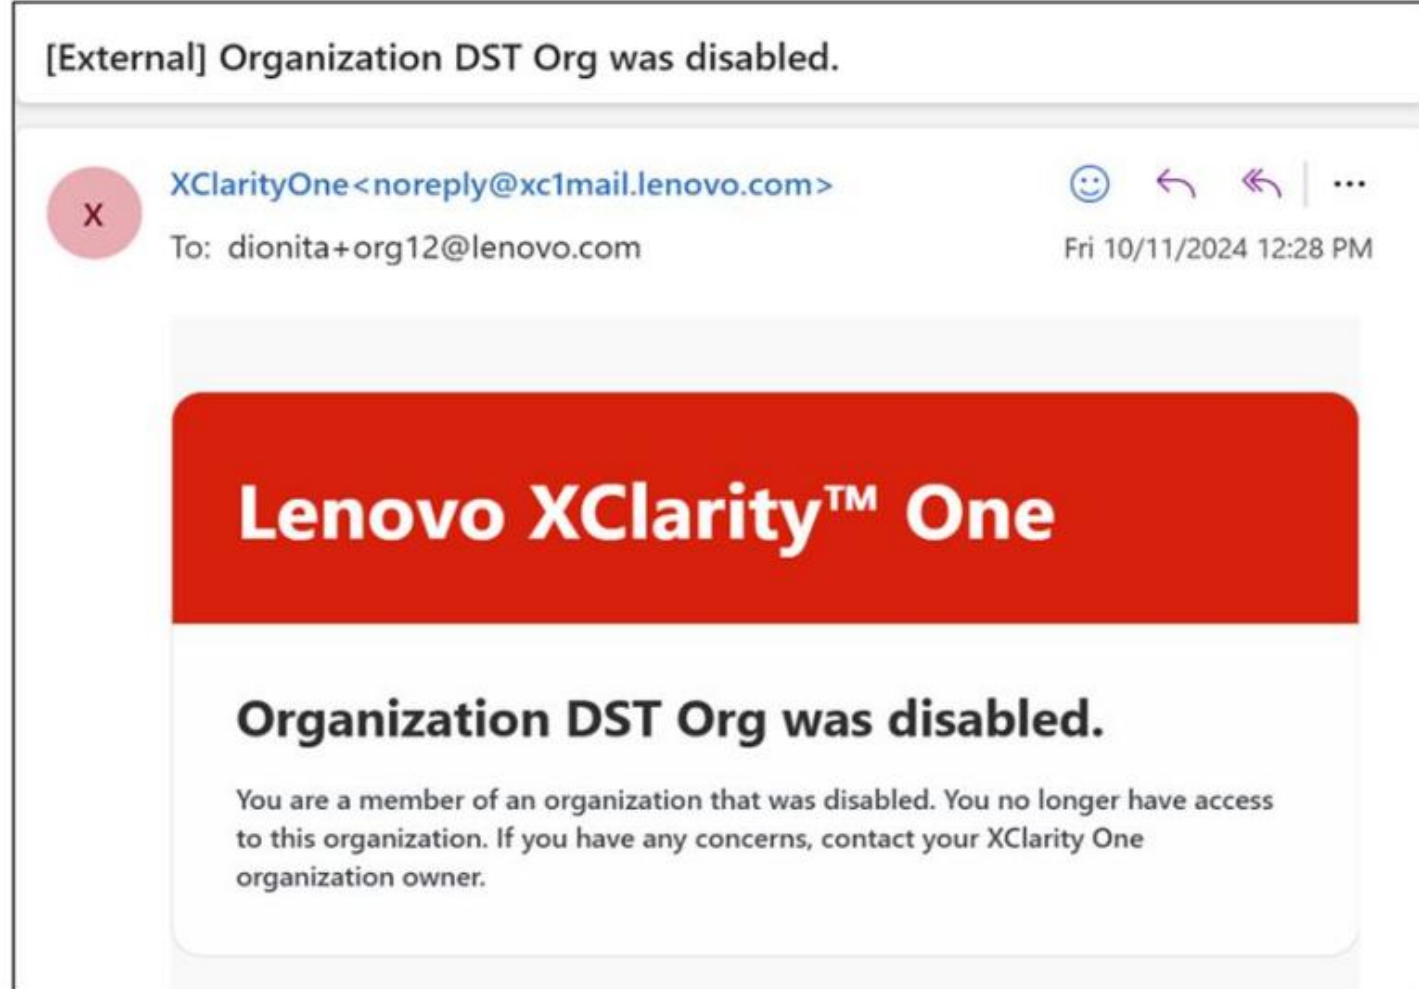 [External] Organization DST Org was disabled.
X
XClarityOne<noreply@xc1mail.lenovo.com>
To: dionita+org12@lenovo.com
Fri 10/11/2024 12:28 PM
Lenovo XClarity™ One
Organization DST Org was disabled.
You are a member of an organization that was disabled. You no longer have access
to this organization. If you have any concerns, contact your XClarity One
organization owner.